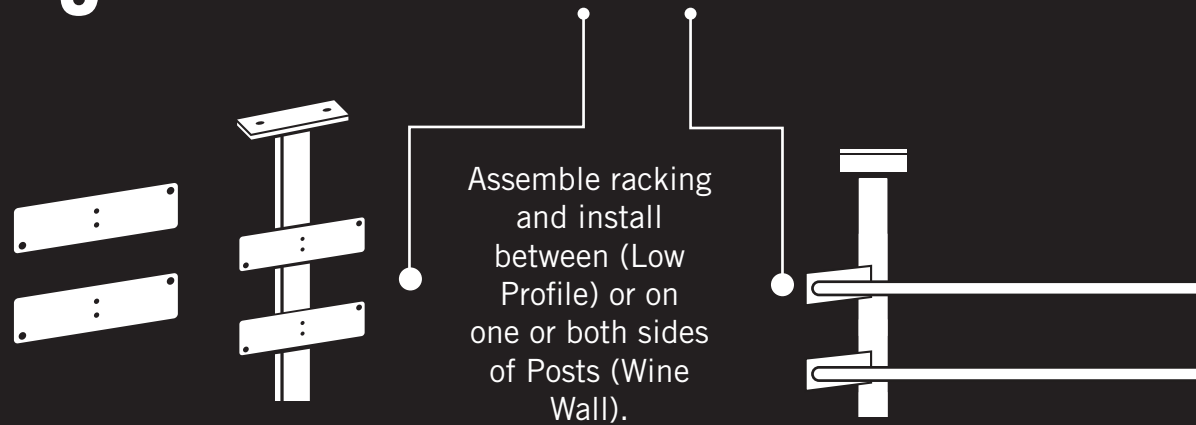 Assemble racking
and install
between (Low
Profile) or on
one or both sides
of Posts (Wine
Wall).